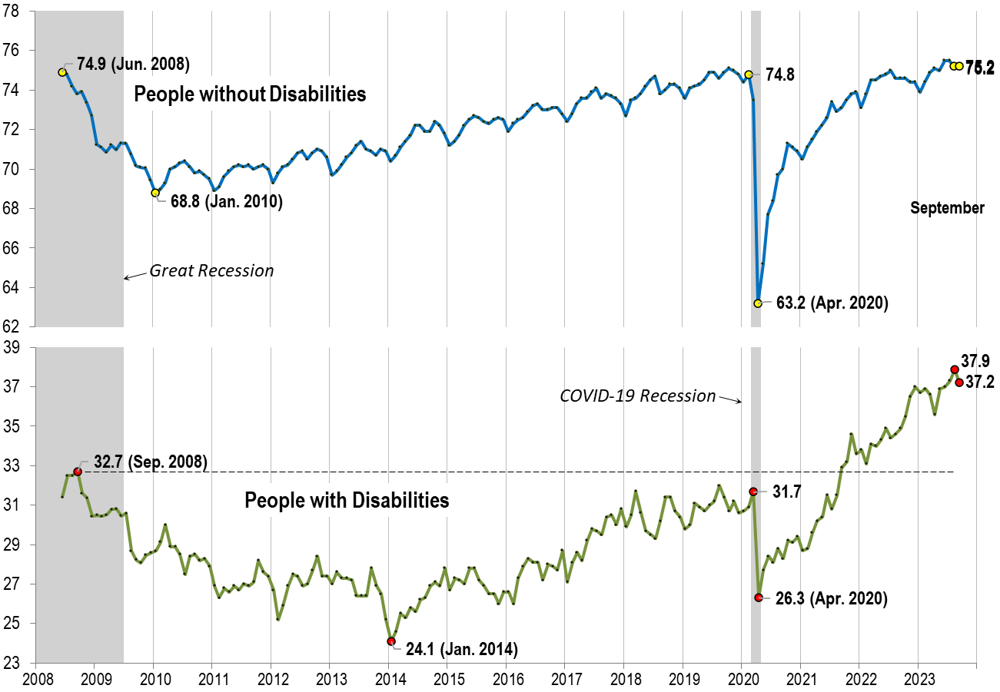 78
76
74.9 (Jun. 2008)
74.8
75.2
74
People without Disabilities
72
70
68.8 (Jan. 2010)
68
September
66
Great Recession
64
63.2 (Apr. 2020)
62
39
37.9
37
37.2
COVID-19 Recession
35
33
32.7 (Sep. 2008)
31
People with Disabilities
31.7
29
27
26.3 (Apr. 2020)
25
24.1 (Jan. 2014)
23
2008 2009 2010 2011 2012 2013 2014 2015 2016 2017 2018 2019 2020 2021 2022 2023